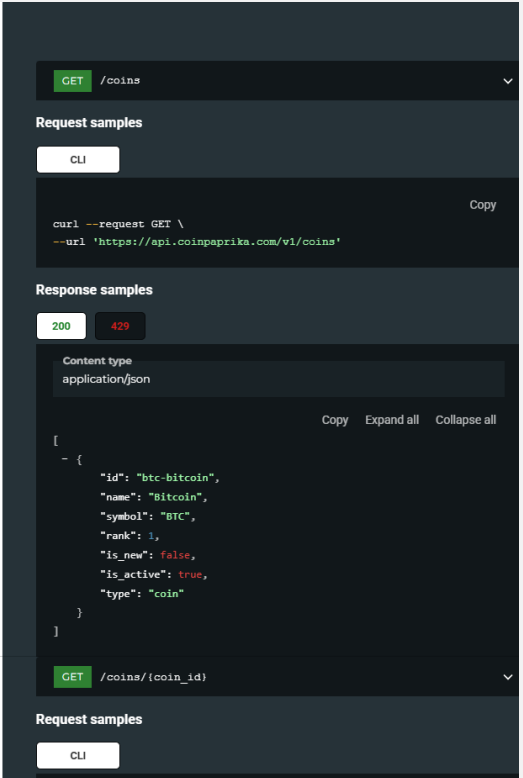 GET /coins
Request samples
CLI
Copy
curl --request GET \
--url 'https://api.coinpaprika.com/v1/coins'
Response samples
200 429
Content type
application/json
Copy Expand all Collapse all
[
- {
"id": "btc-bitcoin",
"name": "Bitcoin",
"symbol": "BTC",
"rank": 1,
"is_new": false,
"is_active": true,
"type": "coin"
}
]
GET /coins/{coin_id}
Request samples
CLI